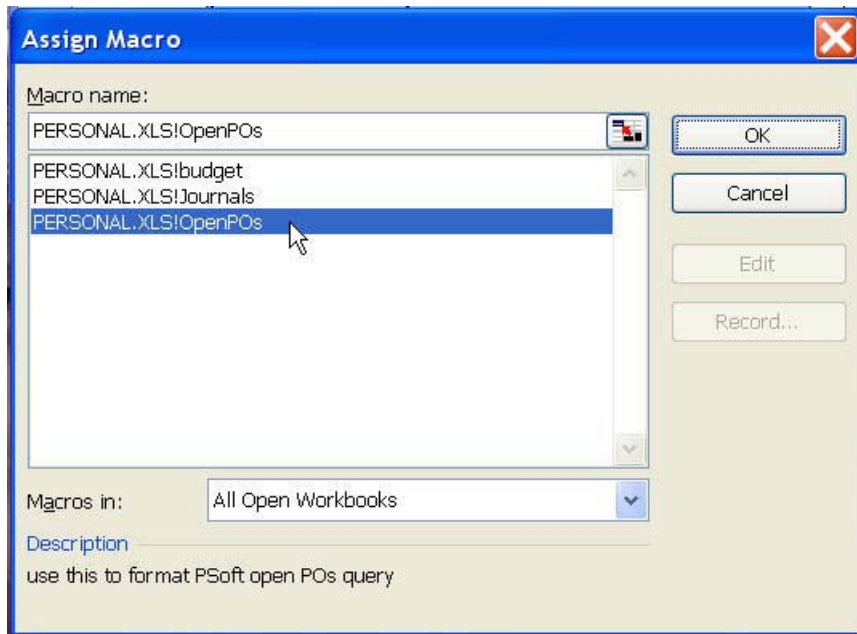 Assign Macro
Macro name:
PERSONAL.XLS!OpenPOs
OK
PERSONAL.XLS!budget
PERSONAL.XLS!Journals
PERSONAL.XLS!OpenPOs
Cancel
Edit
Record...
Macros in:
All Open Workbooks
Description
use this to format PSoft open POs query